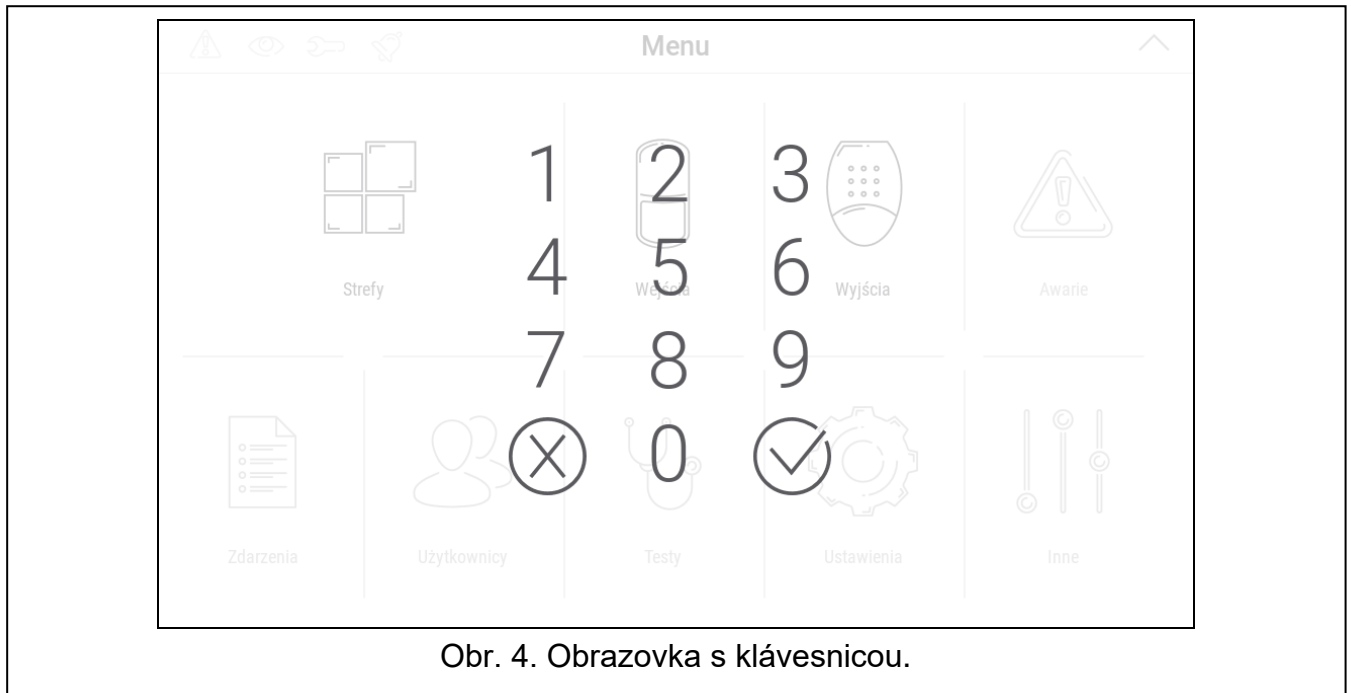 Menu
1 2 3
4 5 6
Strefy Wejścia Wyjścia Awarie
7 8 9
0
Zdarzenia Użytkownicy Testy Ustawienia Inne
Obr. 4. Obrazovka s klávesnicou.